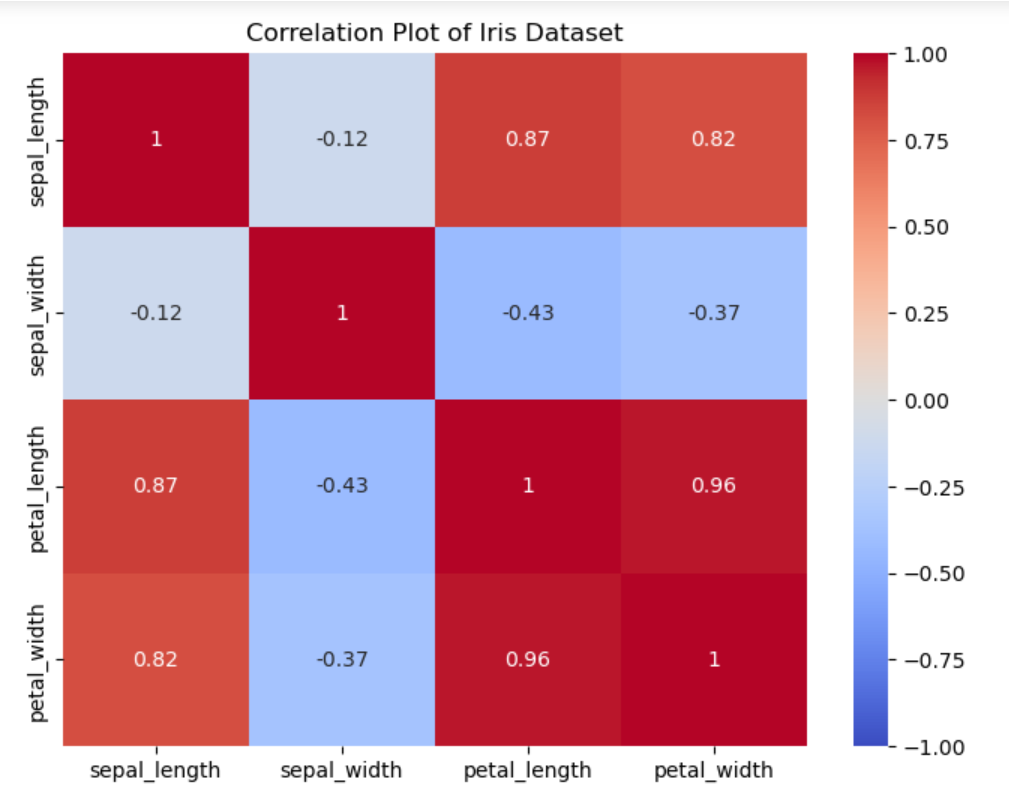 Correlation Plot of Iris Dataset
sepal_length
1
-0.12
0.87
0.82
sepal_width
-0.12
1
-0.43
-0.37
petal_length
0.87
-0.43
1
0.96
petal_width
0.82
-0.37
0.96
1
sepal_length
sepal_width
petal_length
petal_width
1.00
0.75
0.50
0.25
0.00
−0.25
−0.50
−0.75
−1.00